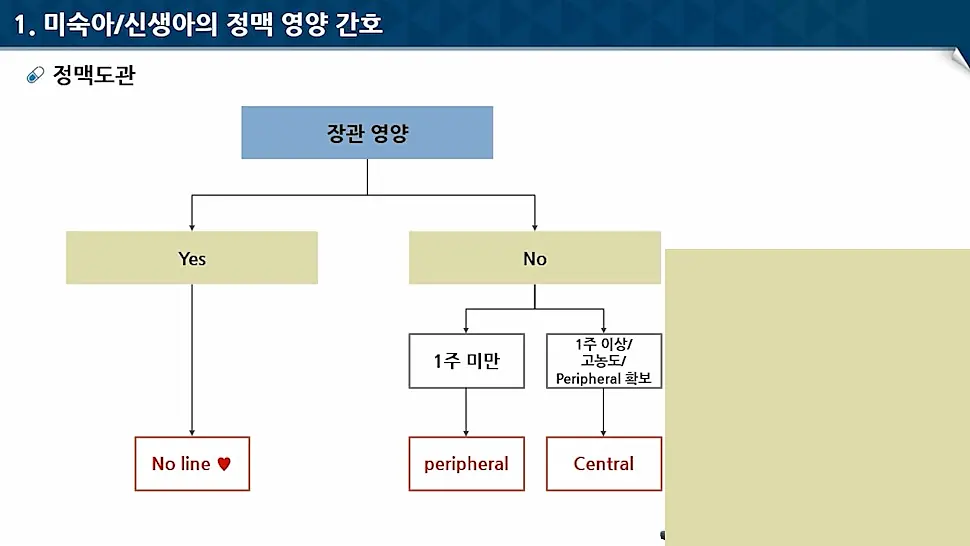 1. 미숙아/신생아의 정맥 영양 간호
정맥도관
장관 영양
Yes
No
1주 미만
1주 이상/
고농도/
Peripheral 확보
No line ♥
peripheral
Central